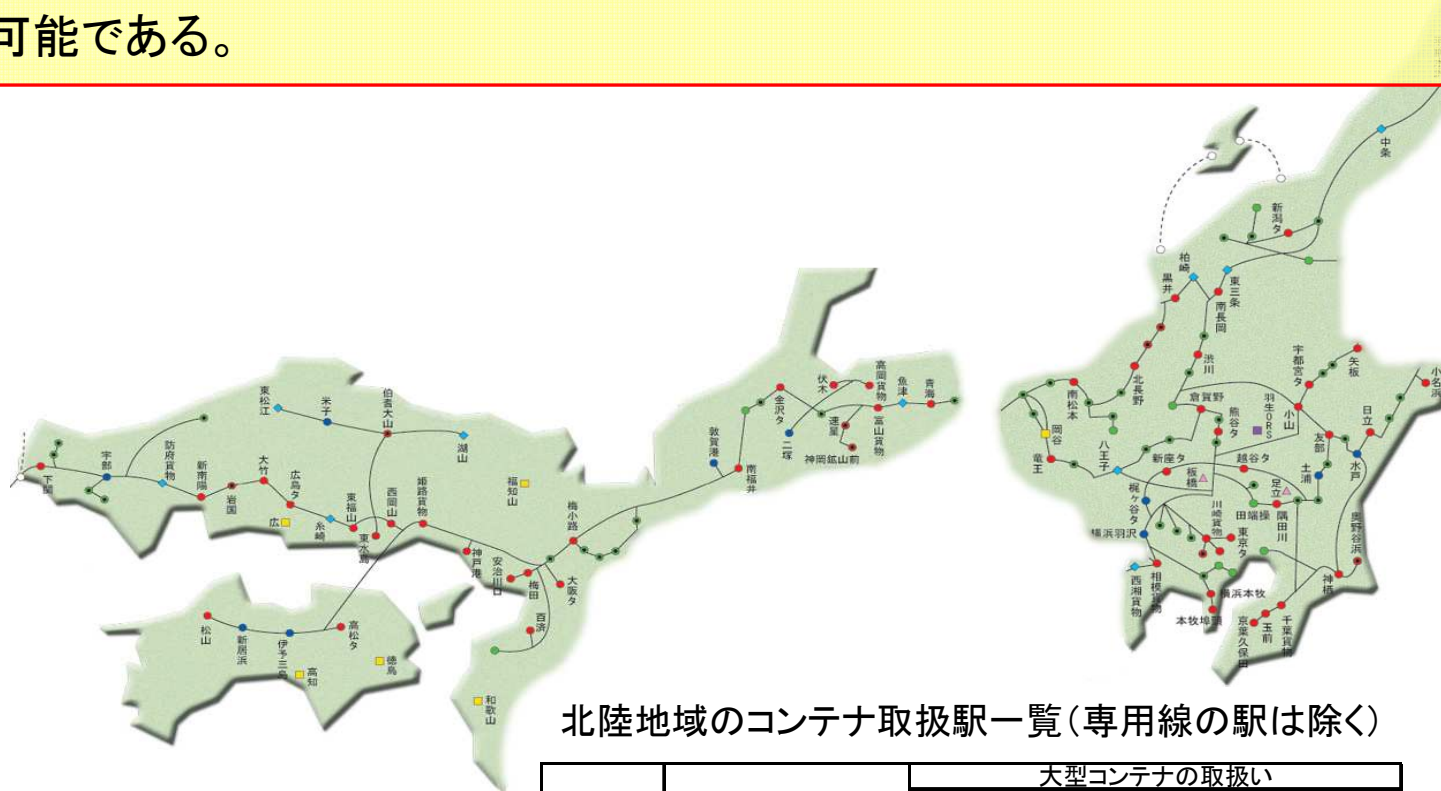 可能である。
中条
新潟タ
柏崎
黒井
東三条
南長岡
渋川
北長野
南松本
岡谷
竜王
八王子
倉賀野
熊谷タ
羽生ORS
宇都宮タ
矢板
小山
小名浜
日立
友部
水戸
土浦
新座タ
板橋
越谷タ
足立
田端操
隅田川
梶ヶ谷タ
横浜羽沢
川崎貨物
東京タ
西湘貨物
相模貨物
横浜本牧
本牧埠頭
京葉久保田
玉前
千葉貨物
神栖
奥野谷浜
高岡貨物
伏木
魚津
青海
金沢タ
速星
富山貨物
二塚
神岡鉱山前
敦賀港
南福井
東松江
米子
伯耆大山
湖山
福知山
下関
宇部
防府貨物
新南陽
岩国
大竹
広島タ
広
糸崎
東福山
西岡山
東水島
姫路貨物
神戸港
安治川口
梅田
梅小路
大阪タ
百済
和歌山
松山
新居浜
伊予三島
高知
高松タ
徳島
北陸地域のコンテナ取扱駅一覧(専用線の駅は除く)
大型コンテナの取扱い